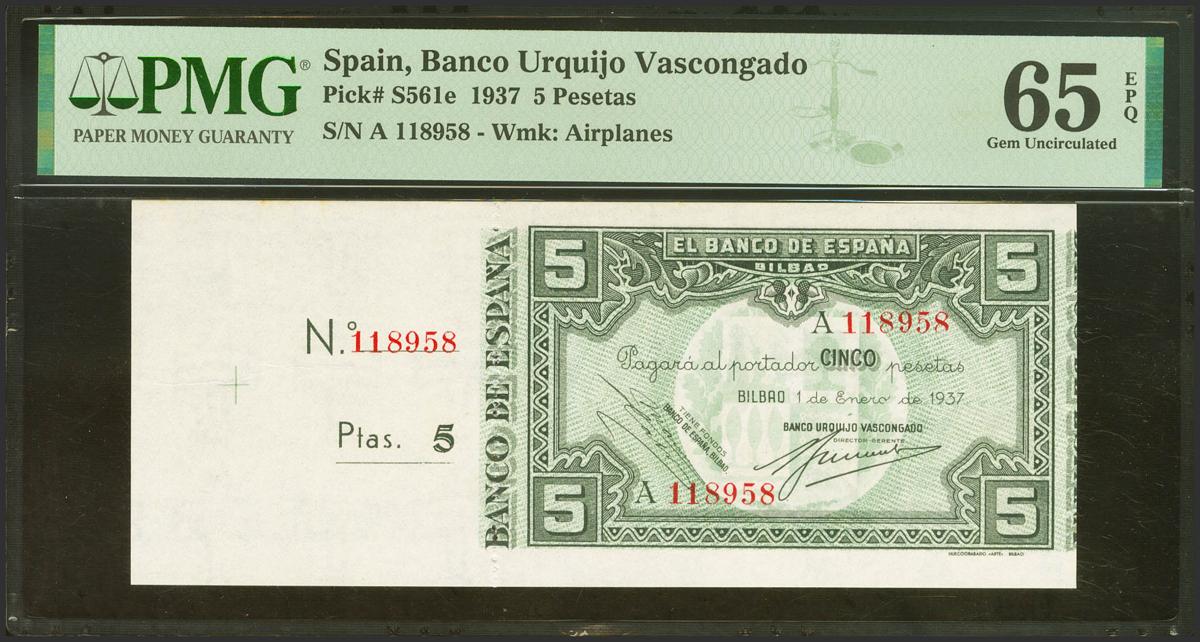 PMG®
PAPER MONEY GUARANTY
Spain, Banco Urquijo Vascongado
Pick# S561e 1937 5 Pesetas
S/N A 118958 - Wmk: Airplanes
65 EPQ
Gem Uncirculated
N.º 118958
Ptas. 5
BANCO DE ESPAÑA
5 5
EL BANCO DE ESPAÑA
BILBAO
A 118958
Pagará al portador CINCO pesetas
BILBAO 1 de Enero de 1937
TIENE FONDOS
BANCO DE ESPAÑA, BILBAO.
BANCO URQUIJO VASCONGADO
DIRECTOR-GERENTE
A 118958
5 5
HUECOGRABADO «ARTE» BILBAO